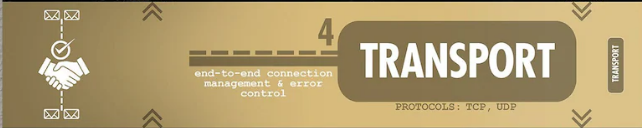 4
TRANSPORT
end-to-end connection
management & error
control
PROTOCOLS: TCP, UDP
TRANSPORT